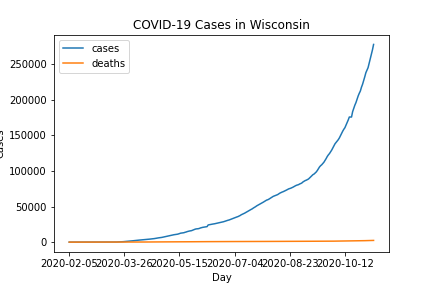 COVID-19 Cases in Wisconsin
cases
deaths
250000
200000
150000
100000
50000
0
cases
2020-02-05 2020-03-26 2020-05-15 2020-07-04 2020-08-23 2020-10-12
Day